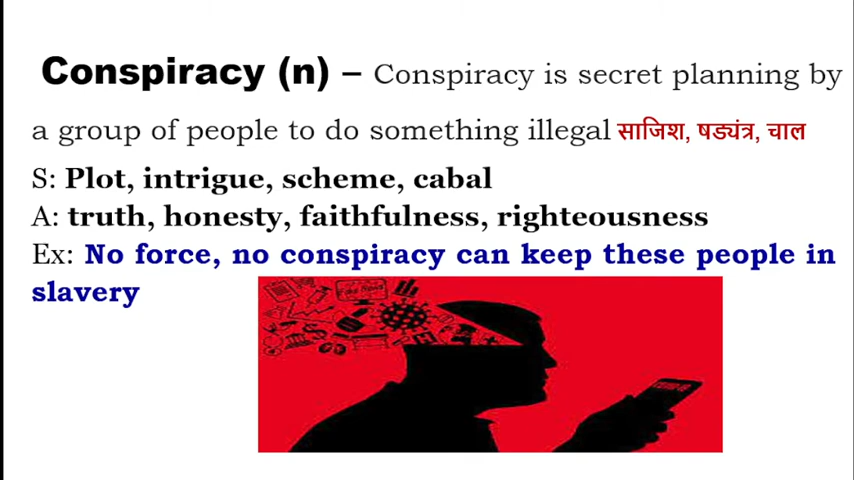 Conspiracy (n) – Conspiracy is secret planning by
a group of people to do something illegal साजिश, षड्यंत्र, चाल
S: Plot, intrigue, scheme, cabal
A: truth, honesty, faithfulness, righteousness
Ex: No force, no conspiracy can keep these people in
slavery